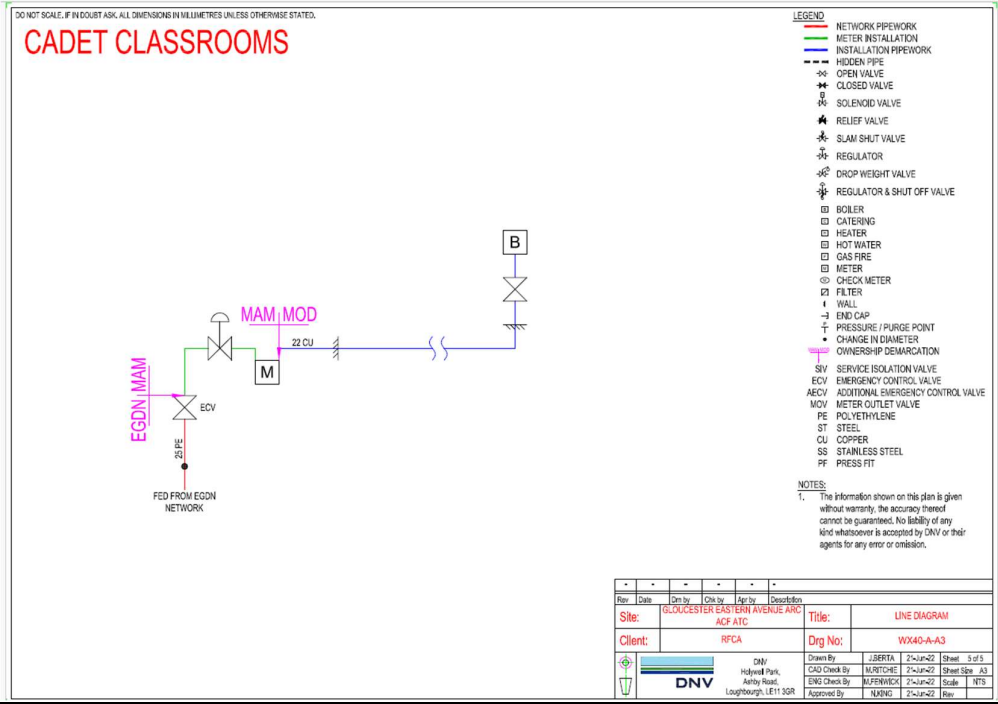 DO NOT SCALE. IF IN DOUBT ASK. ALL DIMENSIONS IN MILLIMETRES UNLESS OTHERWISE STATED.
CADET CLASSROOMS
B
MAM MOD
22 CU
M
EGDN MAM
ECV
25 PE
FED FROM EGDN
NETWORK
LEGEND
NETWORK PIPEWORK
METER INSTALLATION
INSTALLATION PIPEWORK
HIDDEN PIPE
OPEN VALVE
CLOSED VALVE
SOLENOID VALVE
RELIEF VALVE
SLAM SHUT VALVE
REGULATOR
DROP WEIGHT VALVE
REGULATOR & SHUT OFF VALVE
BOILER
CATERING
HEATER
HOT WATER
GAS FIRE
METER
CHECK METER
FILTER
WALL
END CAP
PRESSURE / PURGE POINT
CHANGE IN DIAMETER
OWNERSHIP DEMARCATION
SIV SERVICE ISOLATION VALVE
ECV EMERGENCY CONTROL VALVE
AECV ADDITIONAL EMERGENCY CONTROL VALVE
MOV METER OUTLET VALVE
PE POLYETHYLENE
ST STEEL
CU COPPER
SS STAINLESS STEEL
PF PRESS FIT
NOTES:
1. The information shown on this plan is given
without warranty, the accuracy thereof
cannot be guaranteed. No liability of any
kind whatsoever is accepted by DNV or their
agents for any error or omission.
- - - - - -
Rev Date Drn by Chk by Apr by Description
Site: GLOUCESTER EASTERN AVENUE ARC
ACF ATC
Title: LINE DIAGRAM
Client: RFCA
Drg No: WX40-A-A3
DNV
DNV
Holywell Park,
Ashby Road,
Loughbourgh, LE11 3GR
Drawn By J.BERTA 21-Jun-22 Sheet 5 of 5
CAD Check By M.RITCHIE 21-Jun-22 Sheet Size A3
ENG Check By M.FENWICK 21-Jun-22 Scale NTS
Approved By N.KING 21-Jun-22 Rev